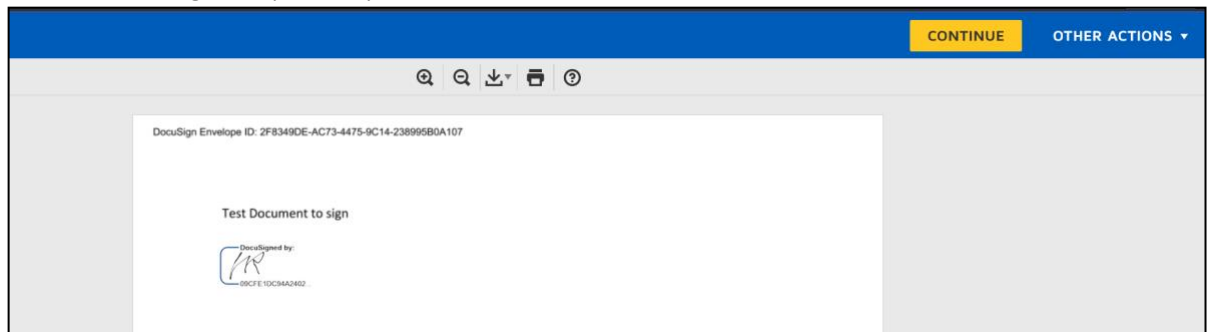 CONTINUE OTHER ACTIONS
DocuSign Envelope ID: 2F8349DE-AC73-4475-9C14-238995B0A107
Test Document to sign
DocuSigned by:
09CFE1DC94A2402...